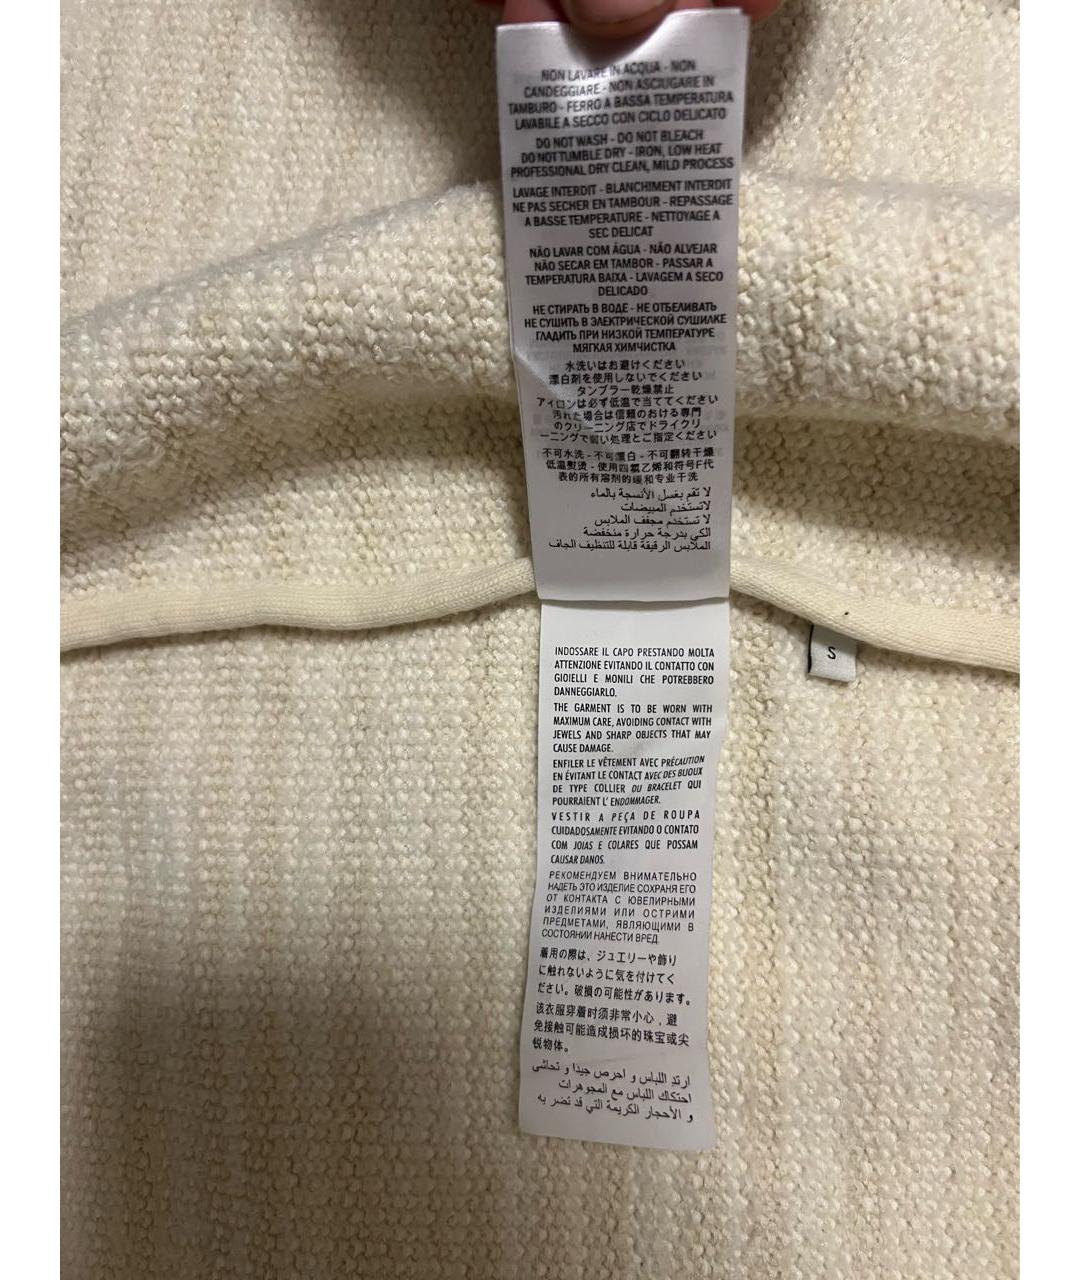 NON LAVARE IN ACQUA - NON
CANDEGGIARE - NON ASCIUGARE IN
TAMBURO - FERRO A BASSA TEMPERATURA
LAVABILE A SECCO CON CICLO DELICATO
DO NOT WASH - DO NOT BLEACH
DO NOT TUMBLE DRY - IRON, LOW HEAT
PROFESSIONAL DRY CLEAN, MILD PROCESS
LAVAGE INTERDIT - BLANCHIMENT INTERDIT
NE PAS SECHER EN TAMBOUR - REPASSAGE
A BASSE TEMPERATURE - NETTOYAGE A
SEC DELICAT
NÃO LAVAR COM ÁGUA - NÃO ALVEJAR
NÃO SECAR EM TAMBOR - PASSAR A
TEMPERATURA BAIXA - LAVAGEM A SECO
DELICADO
НЕ СТИРАТЬ В ВОДЕ - НЕ ОТБЕЛИВАТЬ
НЕ СУШИТЬ В ЭЛЕКТРИЧЕСКОЙ СУШИЛКЕ
ГЛАДИТЬ ПРИ НИЗКОЙ ТЕМПЕРАТУРЕ
МЯГКАЯ ХИМЧИСТКА
水洗いはお避けください
漂白剤を使用しないでください
タンブラー乾燥禁止
アイロンは必ず低温で当ててください
汚れた場合は信頼のおける専門
のクリーニング店でドライクリ
ーニングで弱い処理とご指定ください
不可水洗 - 不可漂白 - 不可翻转干燥
低温熨烫 - 使用四氯乙烯和符号F代
表的所有溶剂的缓和专业干洗
لا تقم بغسل الأنسجة بالماء
لاتستخدم المبيضات
لا تستخدم مجفف الملابس
الكي بدرجة حرارة منخفضة
الملابس الرقيقة قابلة للتنظيف الجاف
INDOSSARE IL CAPO PRESTANDO MOLTA
ATTENZIONE EVITANDO IL CONTATTO CON
GIOIELLI E MONILI CHE POTREBBERO
DANNEGGIARLO.
THE GARMENT IS TO BE WORN WITH
MAXIMUM CARE, AVOIDING CONTACT WITH
JEWELS AND SHARP OBJECTS THAT MAY
CAUSE DAMAGE.
ENFILER LE VÊTEMENT AVEC PRÉCAUTION
EN ÉVITANT LE CONTACT AVEC DES BIJOUX
DE TYPE COLLIER OU BRACELET QUI
POURRAIENT L' ENDOMMAGER.
VESTIR A PEÇA DE ROUPA
CUIDADOSAMENTE EVITANDO O CONTATO
COM JOIAS E COLARES QUE POSSAM
CAUSAR DANOS.
РЕКОМЕНДУЕМ ВНИМАТЕЛЬНО
НАДЕТЬ ЭТО ИЗДЕЛИЕ СОХРАНЯ ЕГО
ОТ КОНТАКТА С ЮВЕЛИРНЫМИ
ИЗДЕЛИЯМИ ИЛИ ОСТРИМИ
ПРЕДМЕТАМИ, ЯВЛЯЮЩИМИ В
СОСТОЯНИИ НАНЕСТИ ВРЕД.
着用の際は、ジュエリーや飾り
に触れないように気を付けてく
ださい。破損の可能性があります。
该衣服穿着时须非常小心，避
免接触可能造成损坏的珠宝或尖
锐物体。
ارتدِ اللباس و احرص جيدا و تحاشى
احتكاك اللباس مع المجوهرات
و الأحجار الكريمة التي قد تضر به
S